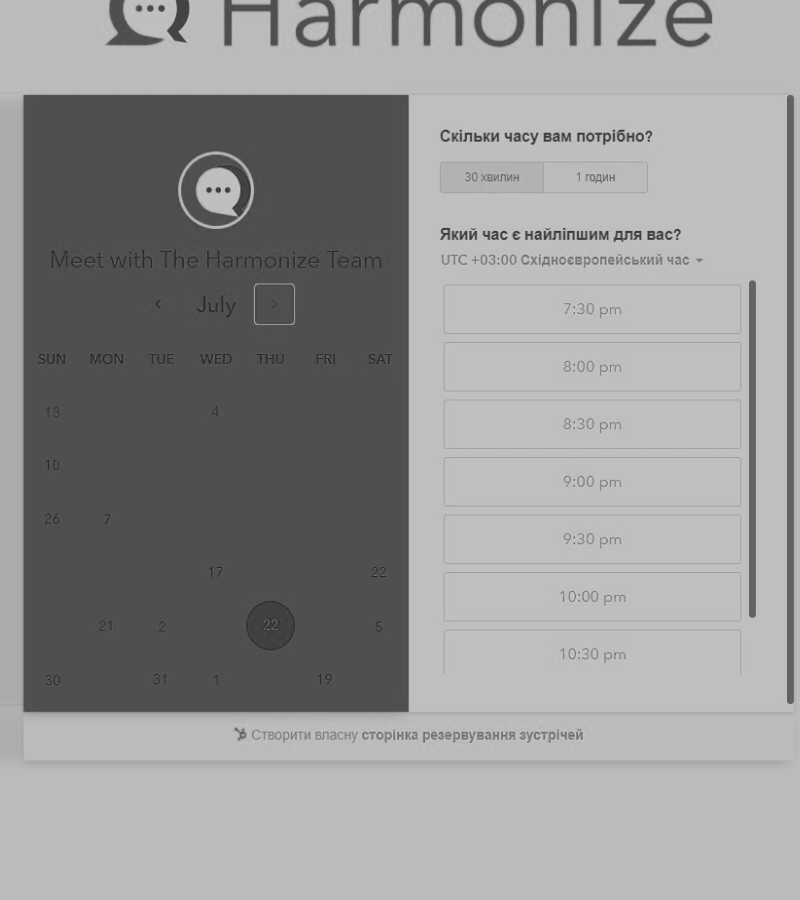 Harmonize
Meet with The Harmonize Team
July
SUN MON TUE WED THU FRI SAT
13 4
18
26 7
17 22
21 2 22 5
30 31 1 19
Скільки часу вам потрібно?
30 хвилин 1 годин
Який час є найліпшим для вас?
UTC +03:00 Східноєвропейський час
7:30 pm
8:00 pm
8:30 pm
9:00 pm
9:30 pm
10:00 pm
10:30 pm
Створити власну сторінка резервування зустрічей